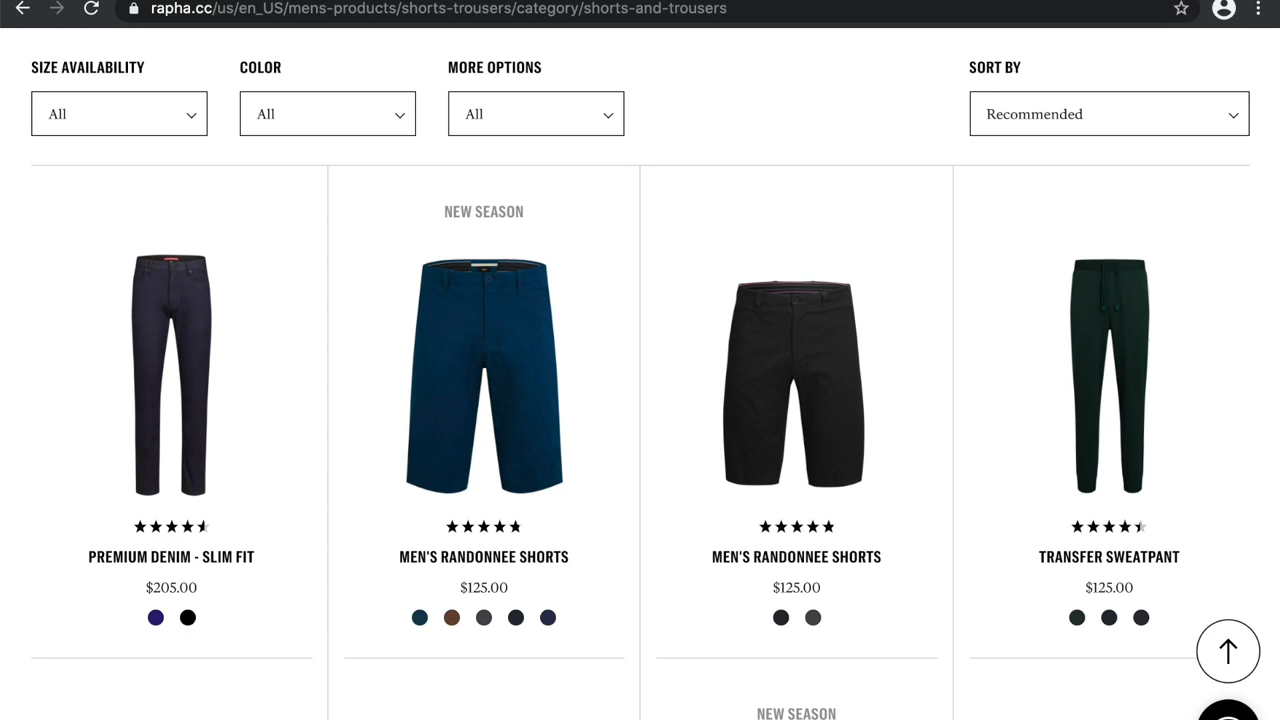 rapha.cc/us/en_US/mens-products/shorts-trousers/category/shorts-and-trousers
SIZE AVAILABILITY
COLOR
MORE OPTIONS
SORT BY
All
All
All
Recommended
NEW SEASON
PREMIUM DENIM - SLIM FIT
MEN'S RANDONNEE SHORTS
MEN'S RANDONNEE SHORTS
TRANSFER SWEATPANT
$205.00
$125.00
$125.00
$125.00
NEW SEASON